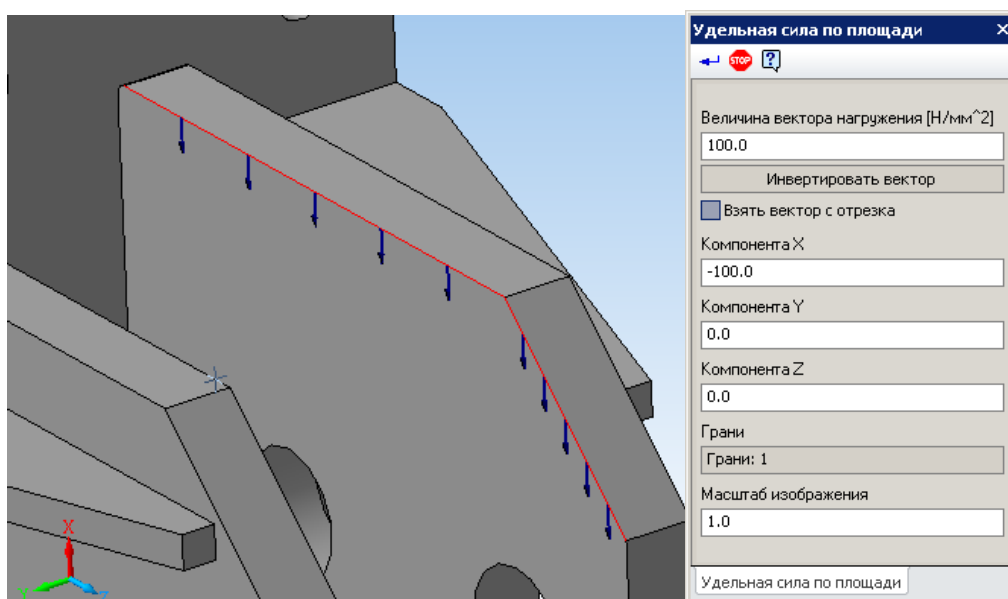 Удельная сила по площади
STOP
Величина вектора нагружения [Н/мм^2]
100.0
Инвертировать вектор
Взять вектор с отрезка
Компонента X
-100.0
Компонента Y
0.0
Компонента Z
0.0
Грани
Грани: 1
Масштаб изображения
1.0
Удельная сила по площади
X
Y
Z